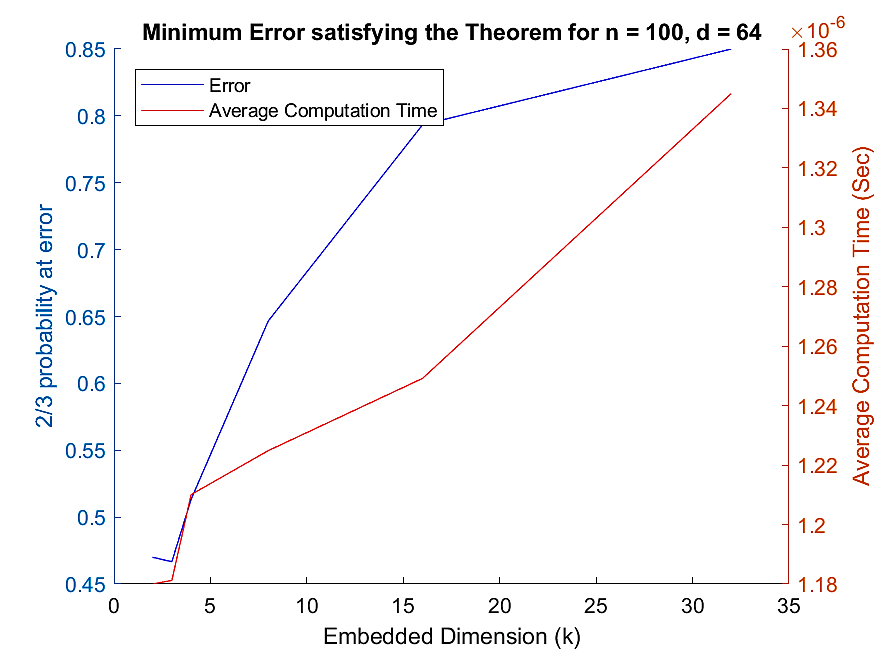 Minimum Error satisfying the Theorem for n = 100, d = 64
×10-6
Error
Average Computation Time
0.85
0.8
0.75
0.7
0.65
0.6
0.55
0.5
0.45
2/3 probability at error
1.36
1.34
1.32
1.3
1.28
1.26
1.24
1.22
1.2
1.18
Average Computation Time (Sec)
0 5 10 15 20 25 30 35
Embedded Dimension (k)